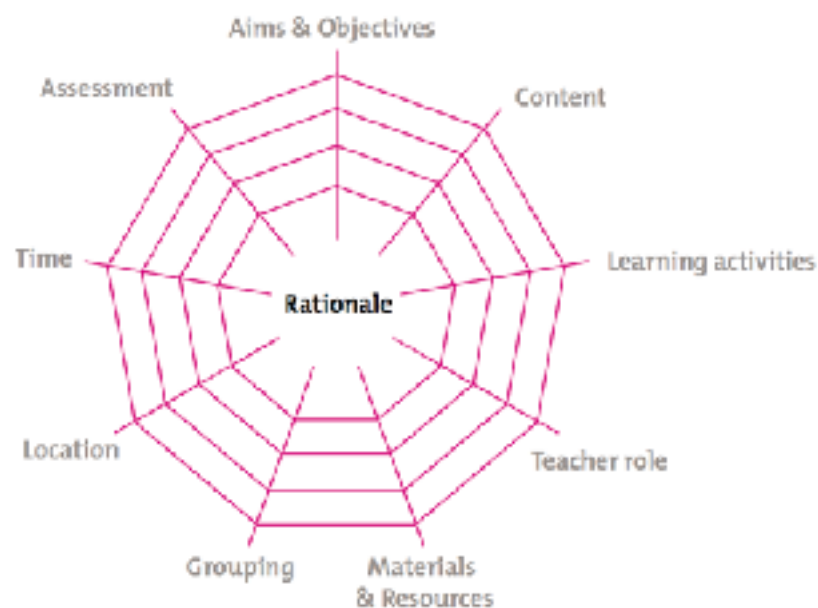 Aims & Objectives
Assessment
Content
Time
Learning activities
Rationale
Location
Teacher role
Grouping
Materials
& Resources